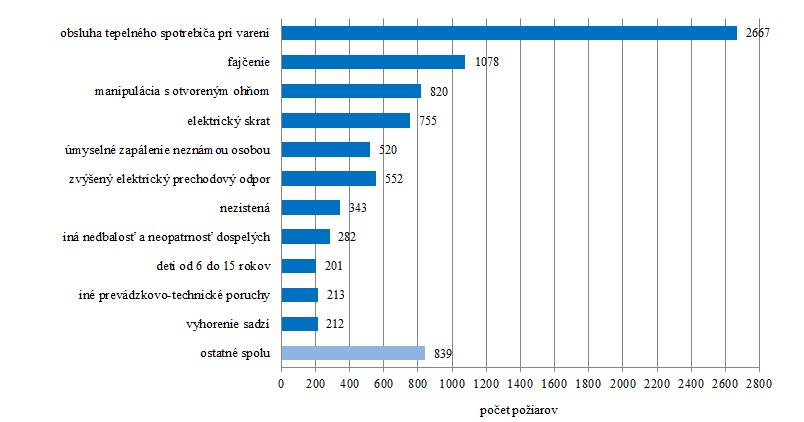 obsluha tepelného spotrebiča pri varení 2667
fajčenie 1078
manipulácia s otvoreným ohňom 820
elektrický skrat 755
úmyselné zapálenie neznámou osobou 520
zvýšený elektrický prechodový odpor 552
nezistená 343
iná nedbalosť a neopatrnosť dospelých 282
deti od 6 do 15 rokov 201
iné prevádzkovo-technické poruchy 213
vyhorenie sadzí 212
ostatné spolu 839
0 200 400 600 800 1000 1200 1400 1600 1800 2000 2200 2400 2600 2800
počet požiarov